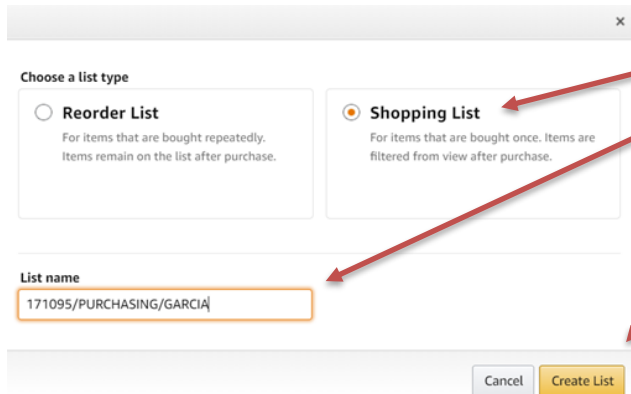 ×
Choose a list type
Reorder List
For items that are bought repeatedly.
Items remain on the list after purchase.
Shopping List
For items that are bought once. Items are
filtered from view after purchase.
List name
171095/PURCHASING/GARCIA
Cancel
Create List